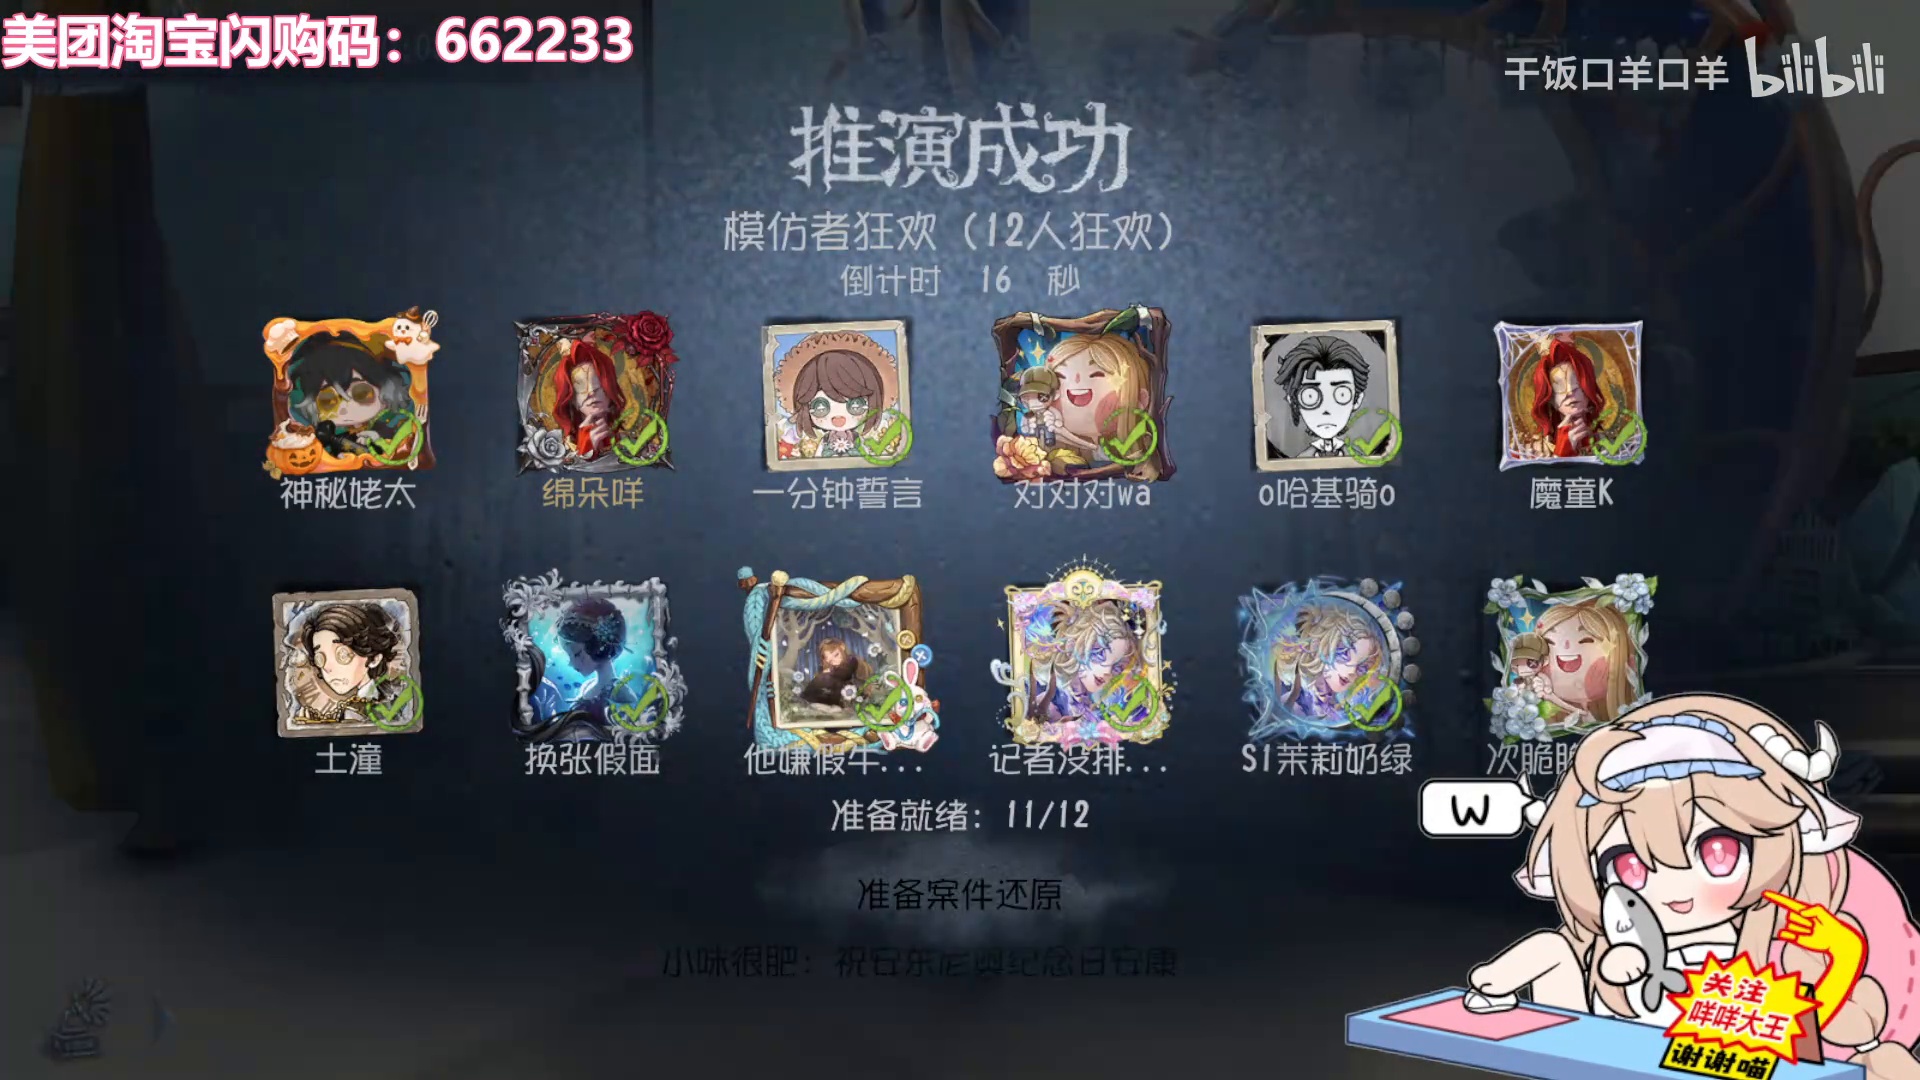 美团淘宝闪购码：662233
干饭口羊口羊 bilibili
推演成功
模仿者狂欢（12人狂欢）
倒计时 16 秒
神秘姥太
绵朵咩
一分钟誓言
对对对wa
o哈基骑o
魔童K
土潼
换张假面
他嫌假牛...
记者没排...
S1茉莉奶绿
次脆
准备就绪：11/12
W
准备案件还原
小味很肥：祝安东尼奥纪念日安康
关注
咩咩大王
谢谢喵